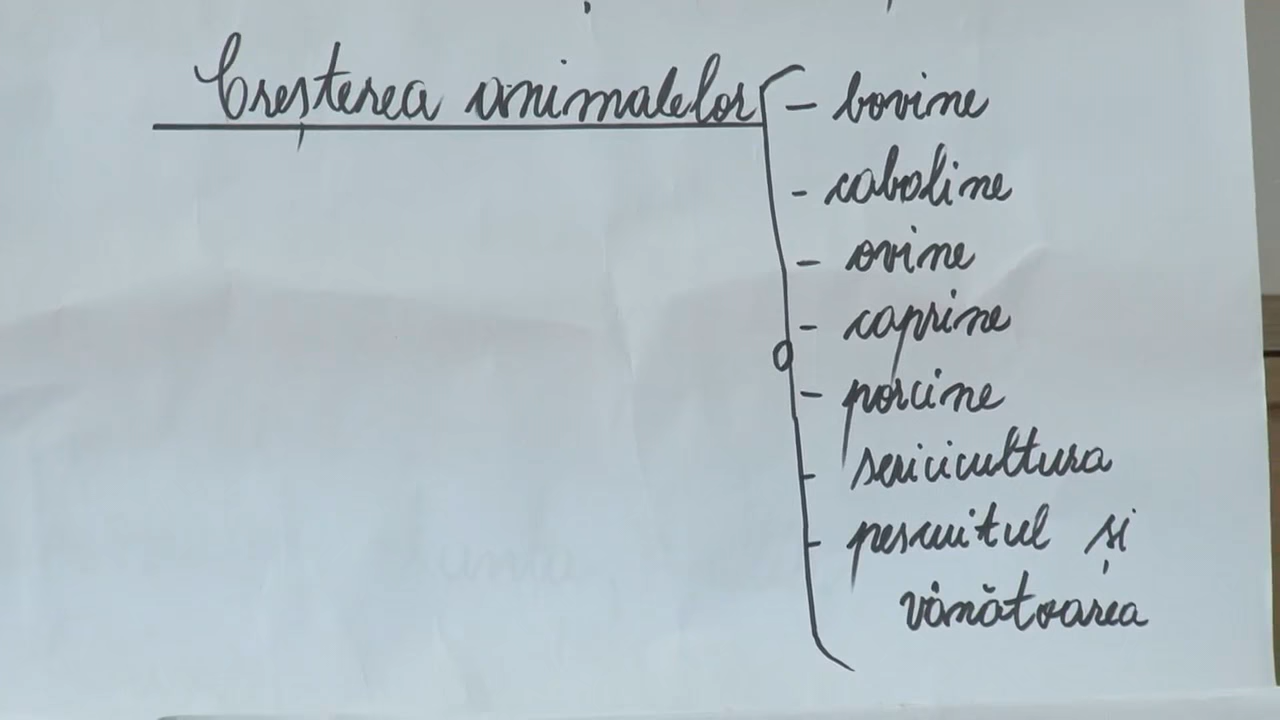 Creșterea animalelor
- bovine
- cabaline
- ovine
- caprine
- porcine
- sericicultura
- pescuitul și
vânătoarea